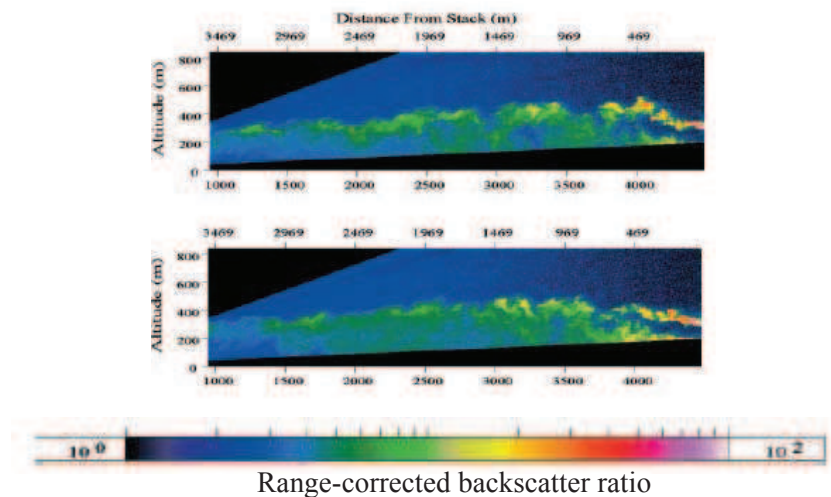 Distance From Stack (m)
3469 2969 2469 1969 1469 969 469
Altitude (m)
800
600
400
200
0
1000 1500 2000 2500 3000 3500 4000
3469 2969 2469 1969 1469 969 469
Altitude (m)
800
600
400
200
0
1000 1500 2000 2500 3000 3500 4000
10 0 10 2
Range-corrected backscatter ratio